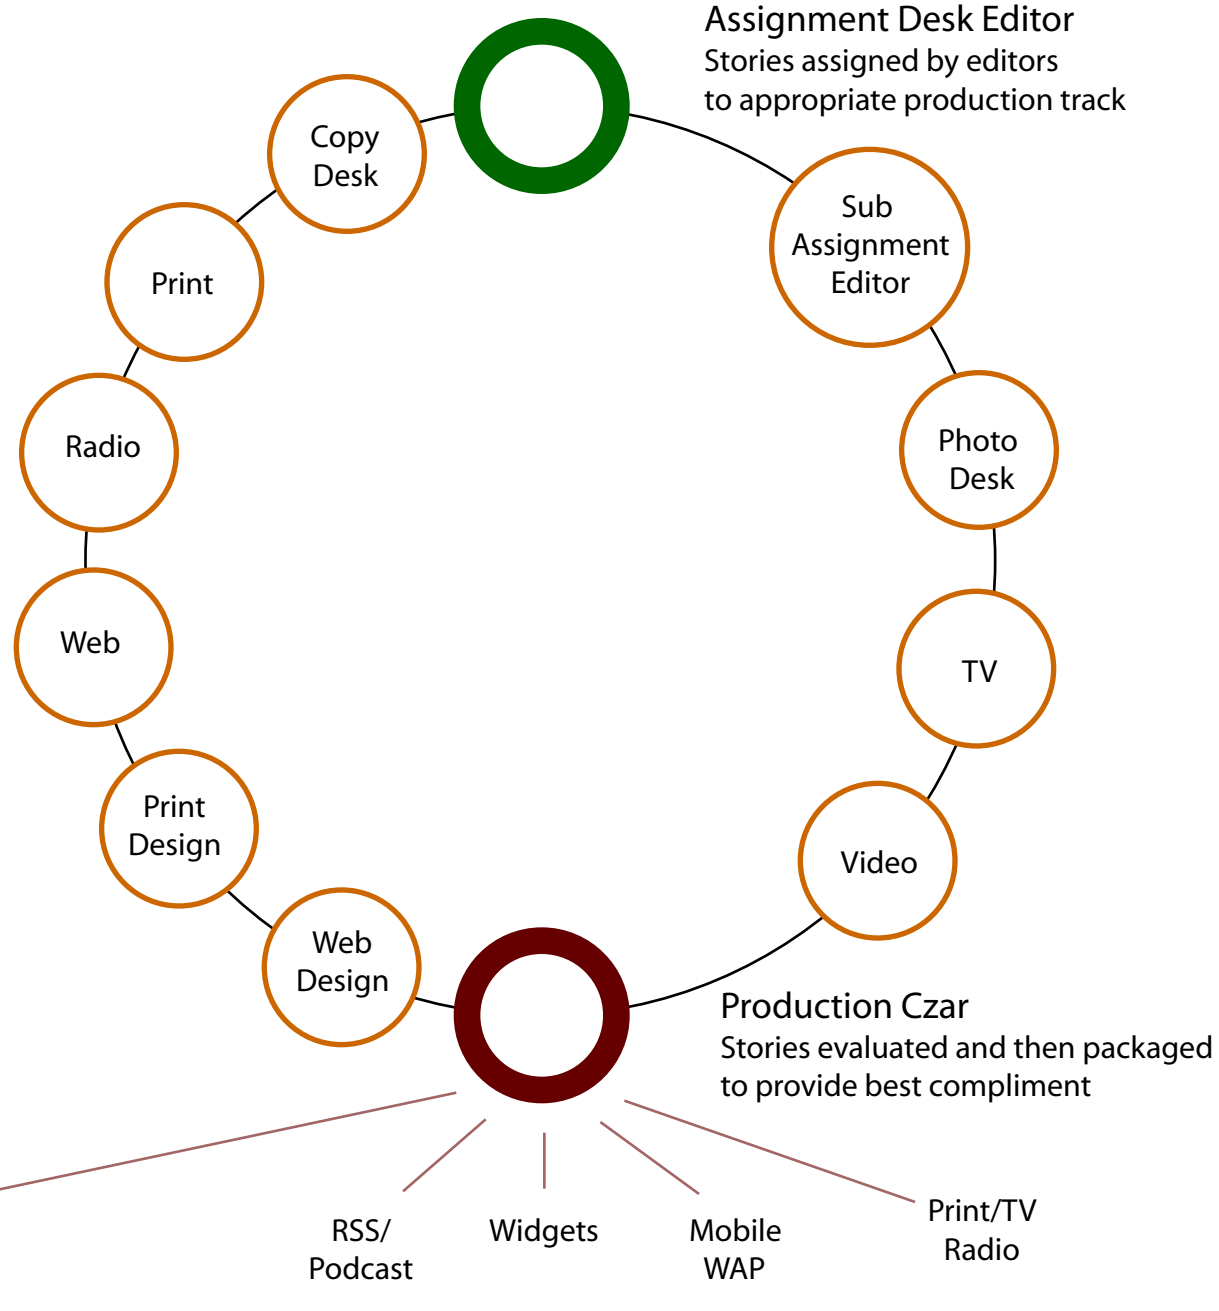 Assignment Desk Editor
Stories assigned by editors
to appropriate production track
Copy
Desk
Sub
Assignment
Editor
Print
Photo
Desk
Radio
Web
TV
Print
Design
Video
Web
Design
Production Czar
Stories evaluated and then packaged
to provide best compliment
RSS/
Podcast
Widgets
Mobile
WAP
Print/TV
Radio